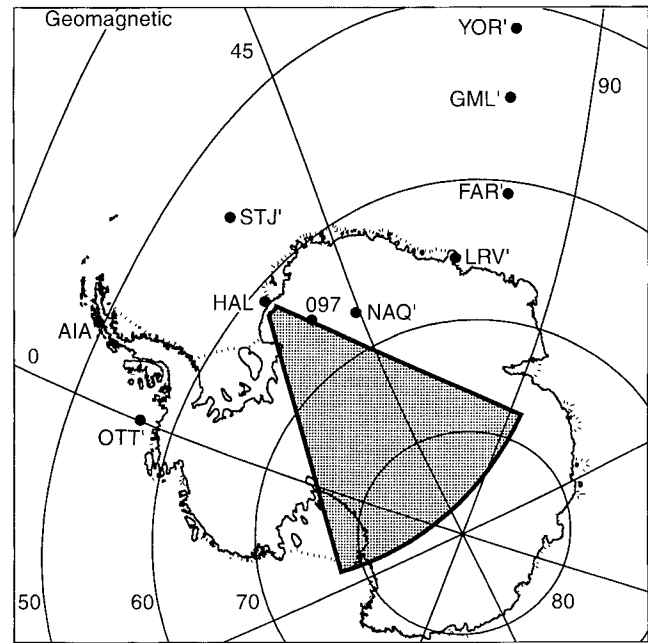 Geomagnetic
YOR'
45
90
GML'
FAR'
STJ'
LRV'
HAL
097
NAQ'
AIA
0
OTT'
50
60
70
80